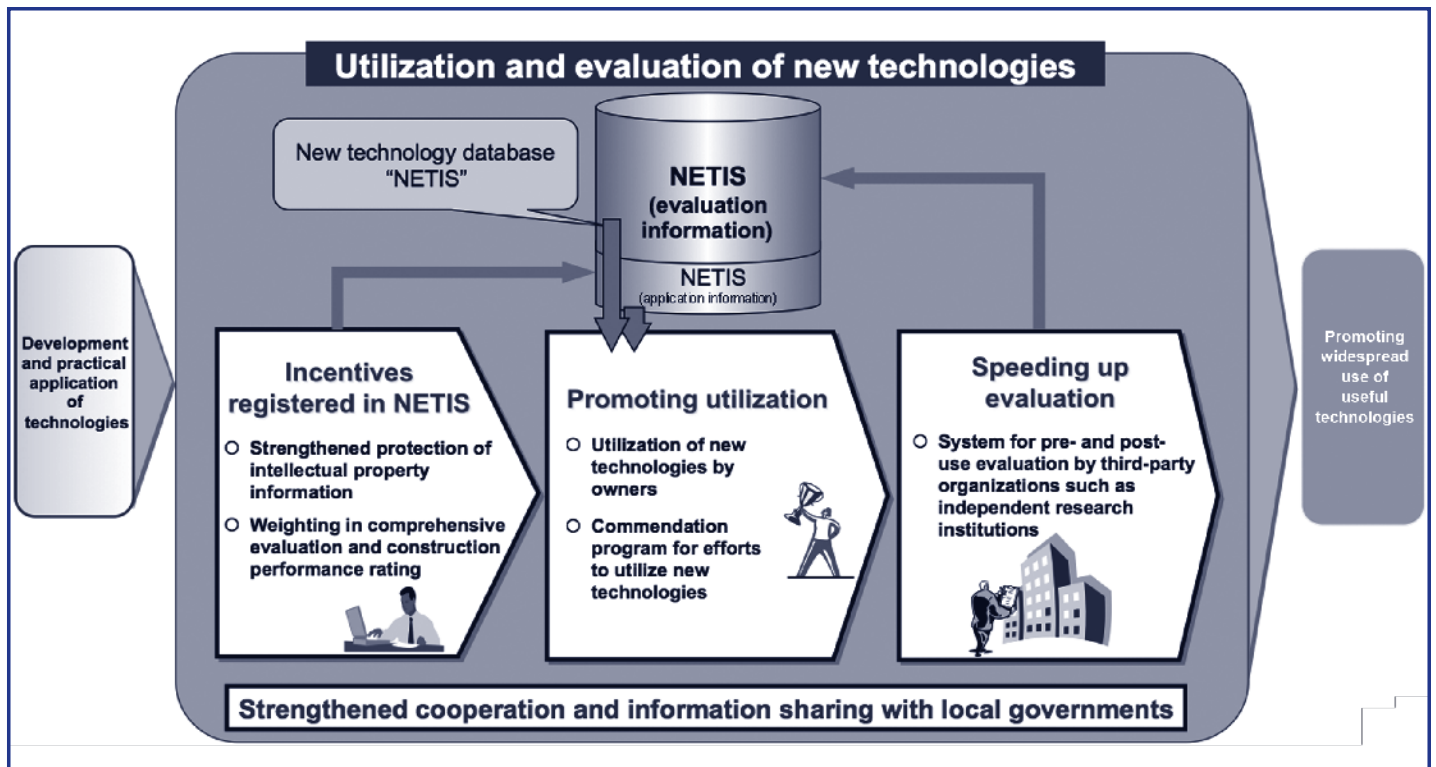 Utilization and evaluation of new technologies
New technology database
“NETIS”
NETIS
(evaluation
information)
NETIS
(application information)
Development
and practical
application
of
technologies
Incentives
registered in NETIS
○ Strengthened protection of
intellectual property
information
○ Weighting in comprehensive
evaluation and construction
performance rating
Promoting utilization
○ Utilization of new
technologies by
owners
○ Commendation
program for efforts
to utilize new
technologies
Speeding up
evaluation
○ System for pre- and post-
use evaluation by third-party
organizations such as
independent research
institutions
Promoting
widespread
use of
useful
technologies
Strengthened cooperation and information sharing with local governments